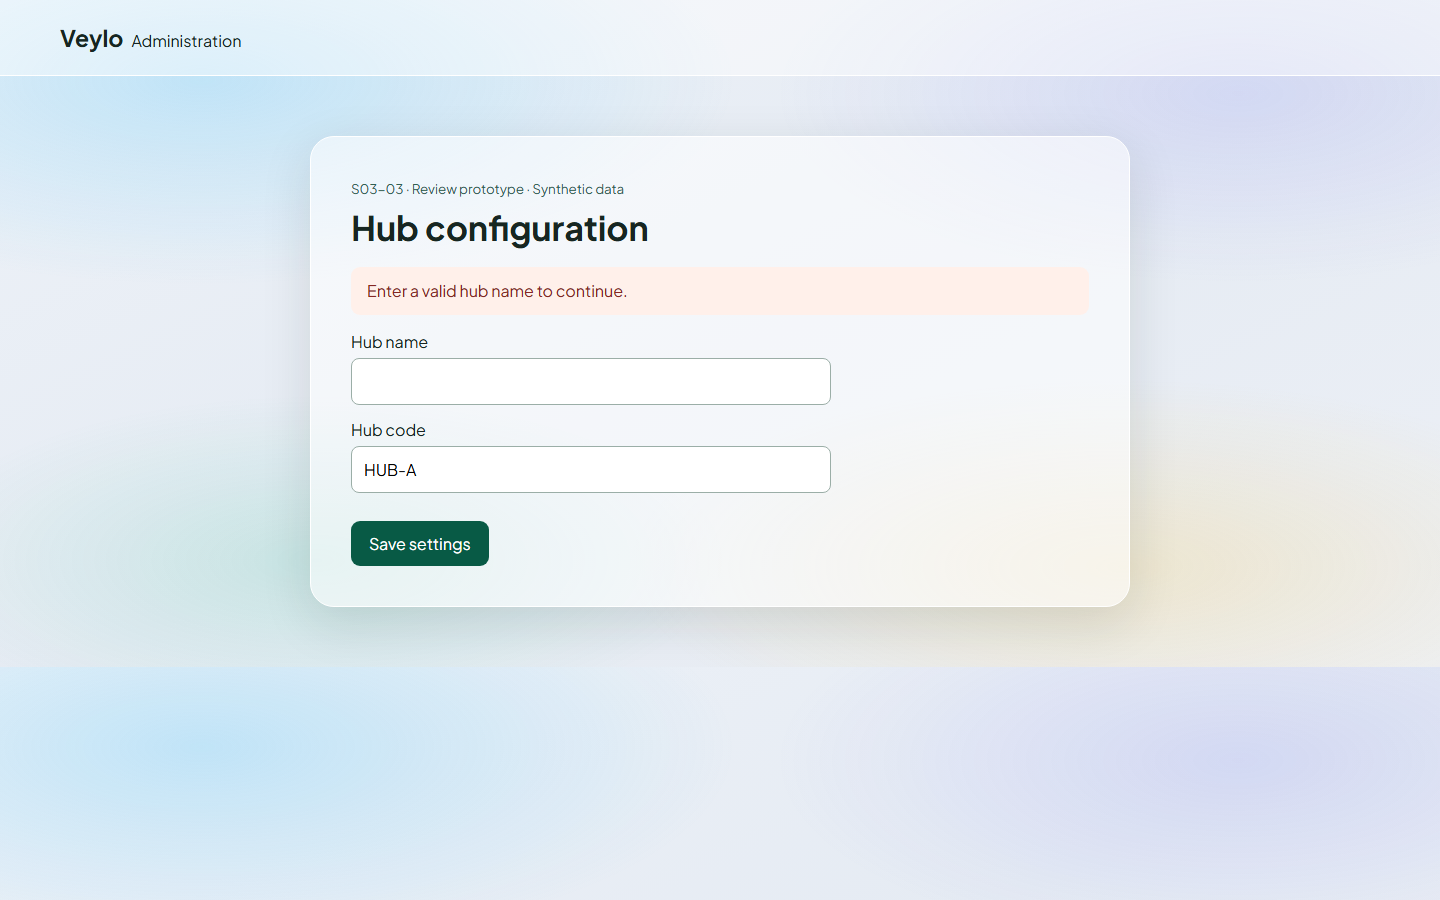 Veylo Administration
S03-03 · Review prototype · Synthetic data
Hub configuration
Enter a valid hub name to continue.
Hub name
Hub code
HUB-A
Save settings